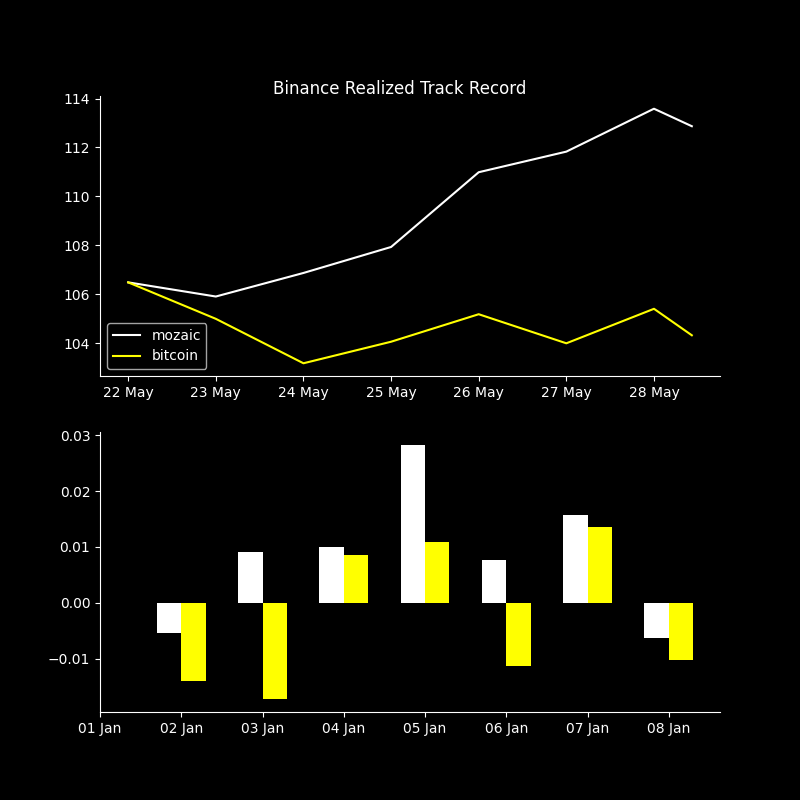 Binance Realized Track Record
114
112
110
108
106
104
mozaic
bitcoin
22 May 23 May 24 May 25 May 26 May 27 May 28 May
0.03
0.02
0.01
0.00
−0.01
01 Jan 02 Jan 03 Jan 04 Jan 05 Jan 06 Jan 07 Jan 08 Jan